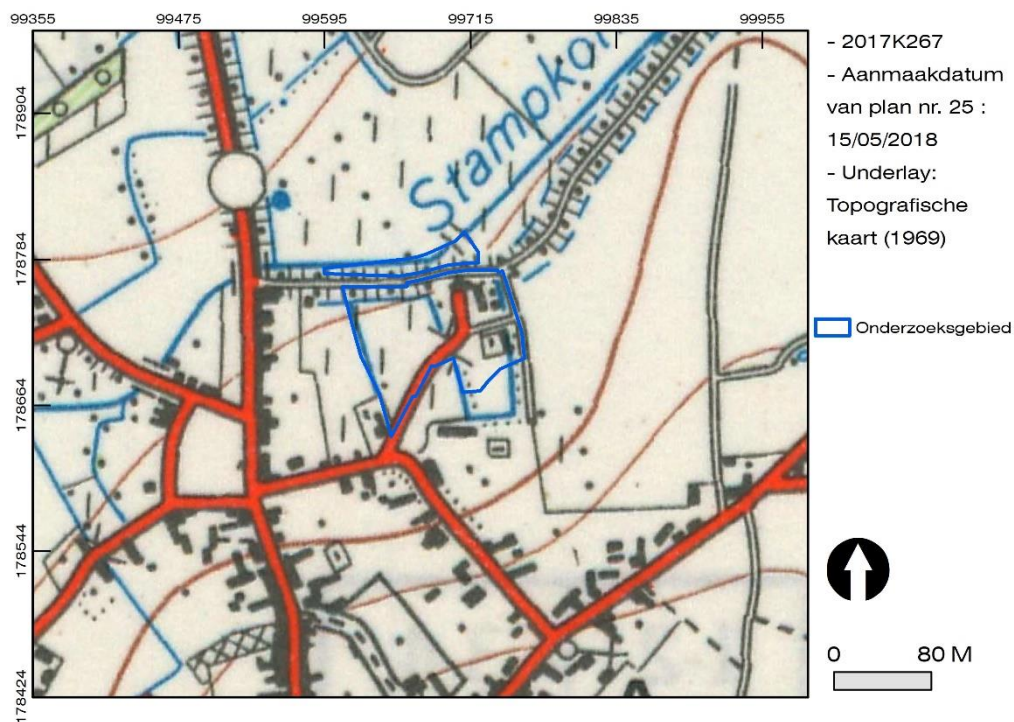 99355 99475 99595 99715 99835 99955
178904
178784
178664
178544
178424
Stampko
- 2017K267
- Aanmaakdatum
van plan nr. 25 :
15/05/2018
- Underlay:
Topografische
kaart (1969)
Onderzoeksgebied
0 80 M